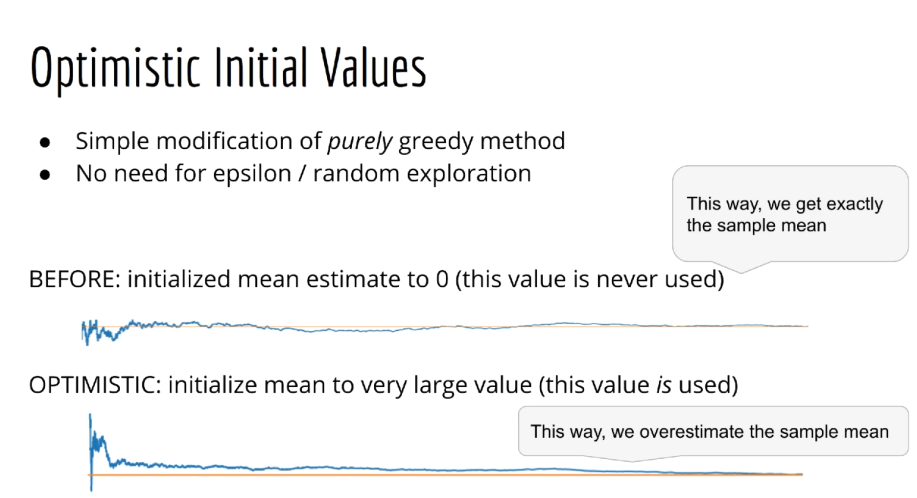 Optimistic Initial Values
● Simple modification of purely greedy method
● No need for epsilon / random exploration
This way, we get exactly
the sample mean
BEFORE: initialized mean estimate to 0 (this value is never used)
OPTIMISTIC: initialize mean to very large value (this value is used)
This way, we overestimate the sample mean